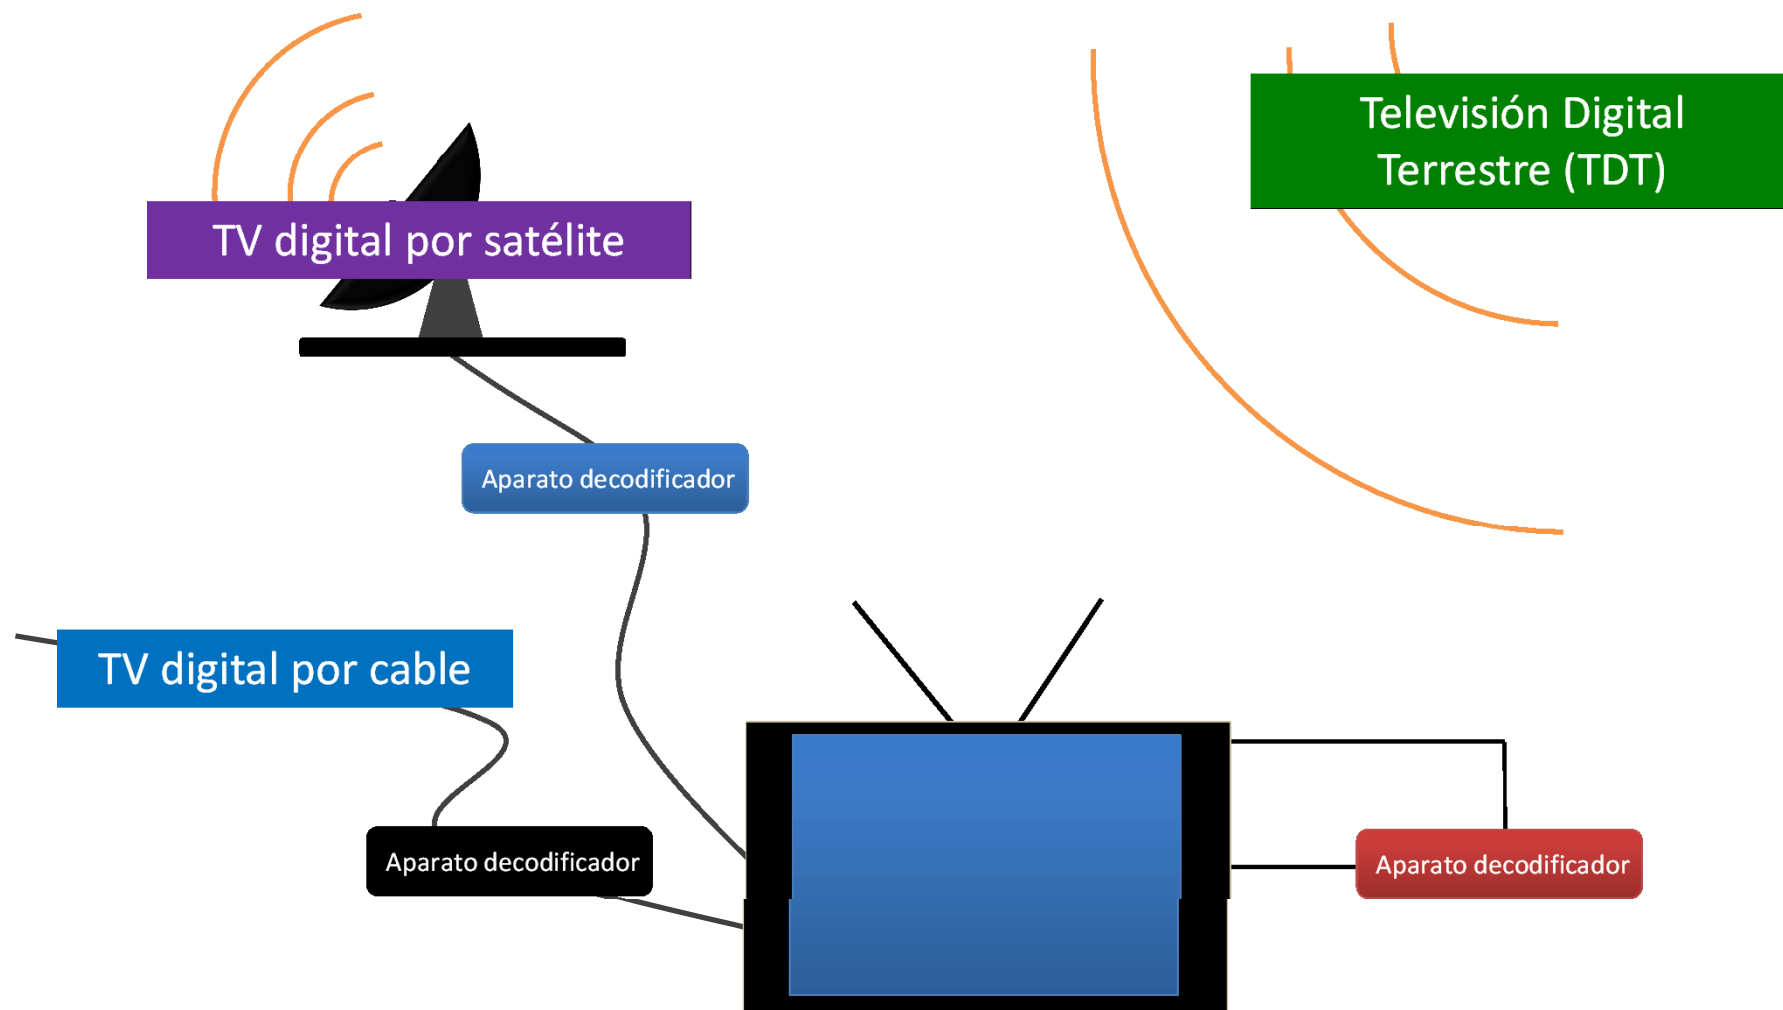 Televisión Digital
Terrestre (TDT)
TV digital por satélite
Aparato decodificador
TV digital por cable
Aparato decodificador
Aparato decodificador